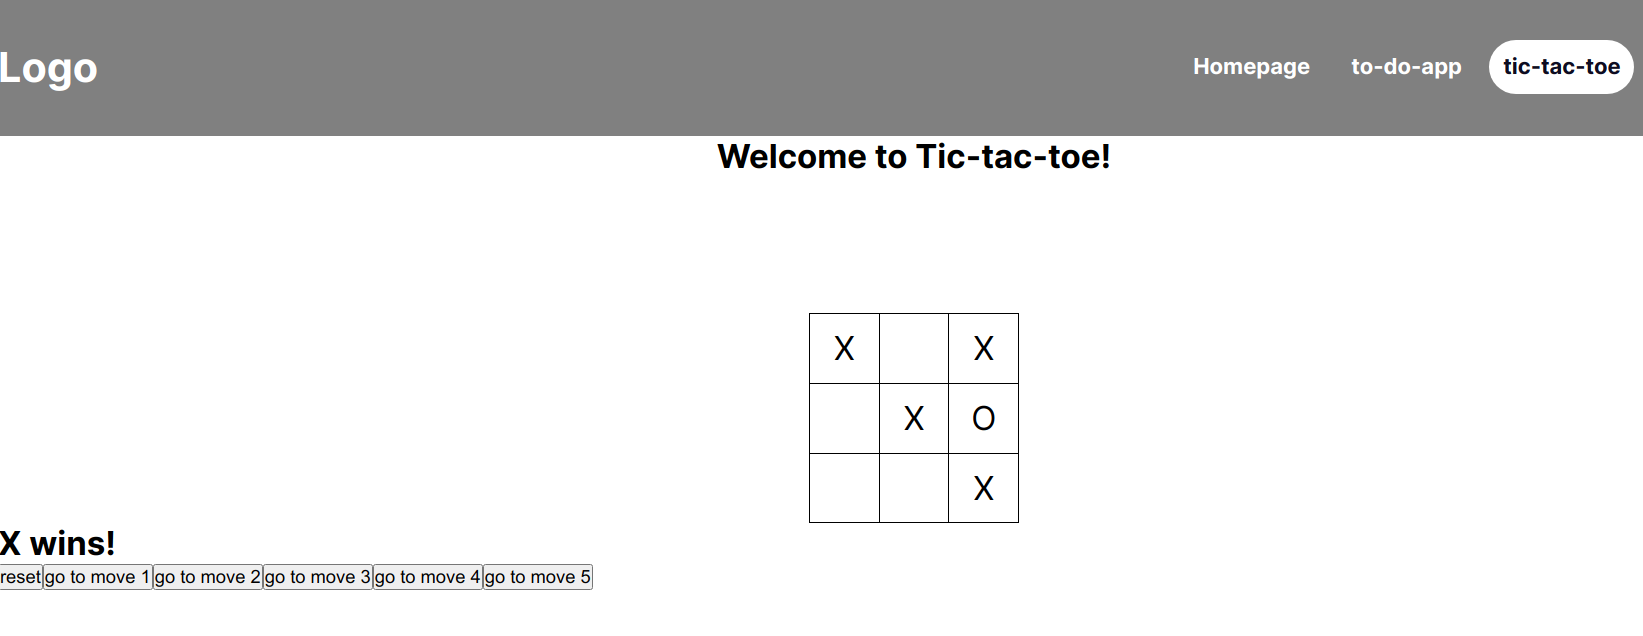 Logo Homepage to-do-app tic-tac-toe
Welcome to Tic-tac-toe!
X X
X O
X
X wins!
reset go to move 1 go to move 2 go to move 3 go to move 4 go to move 5